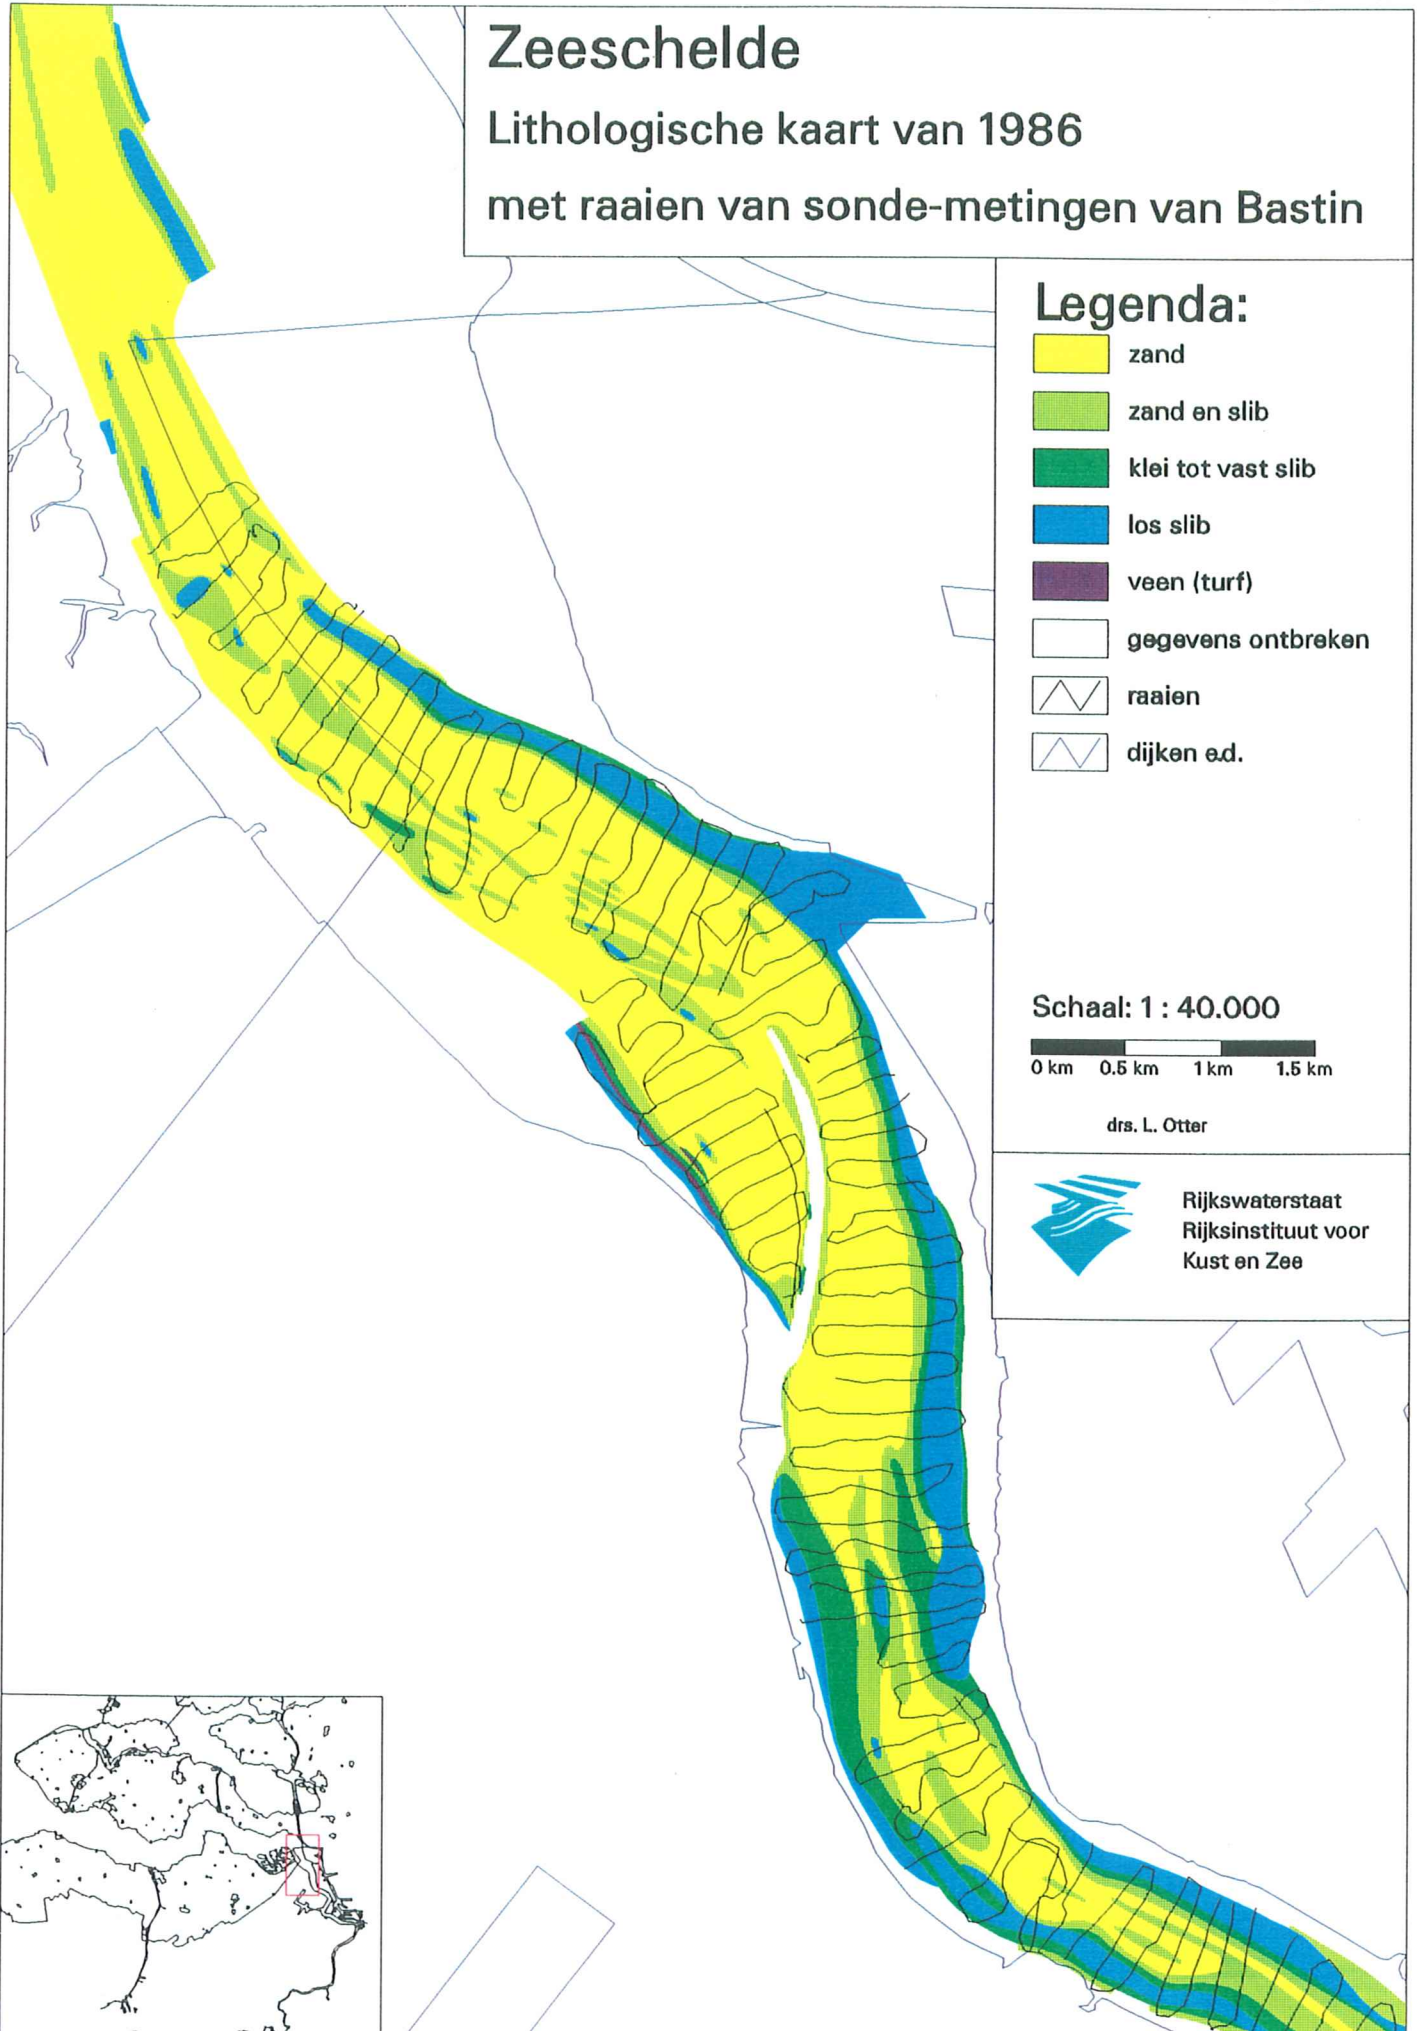 Zeeschelde
Lithologische kaart van 1986
met raaien van sonde-metingen van Bastin
Legenda:
zand
zand en slib
klei tot vast slib
los slib
veen (turf)
gegevens ontbreken
raaien
dijken e.d.
Schaal: 1 : 40.000
0 km 0.5 km 1 km 1.5 km
drs. L. Otter
Rijkswaterstaat
Rijksinstituut voor
Kust en Zee